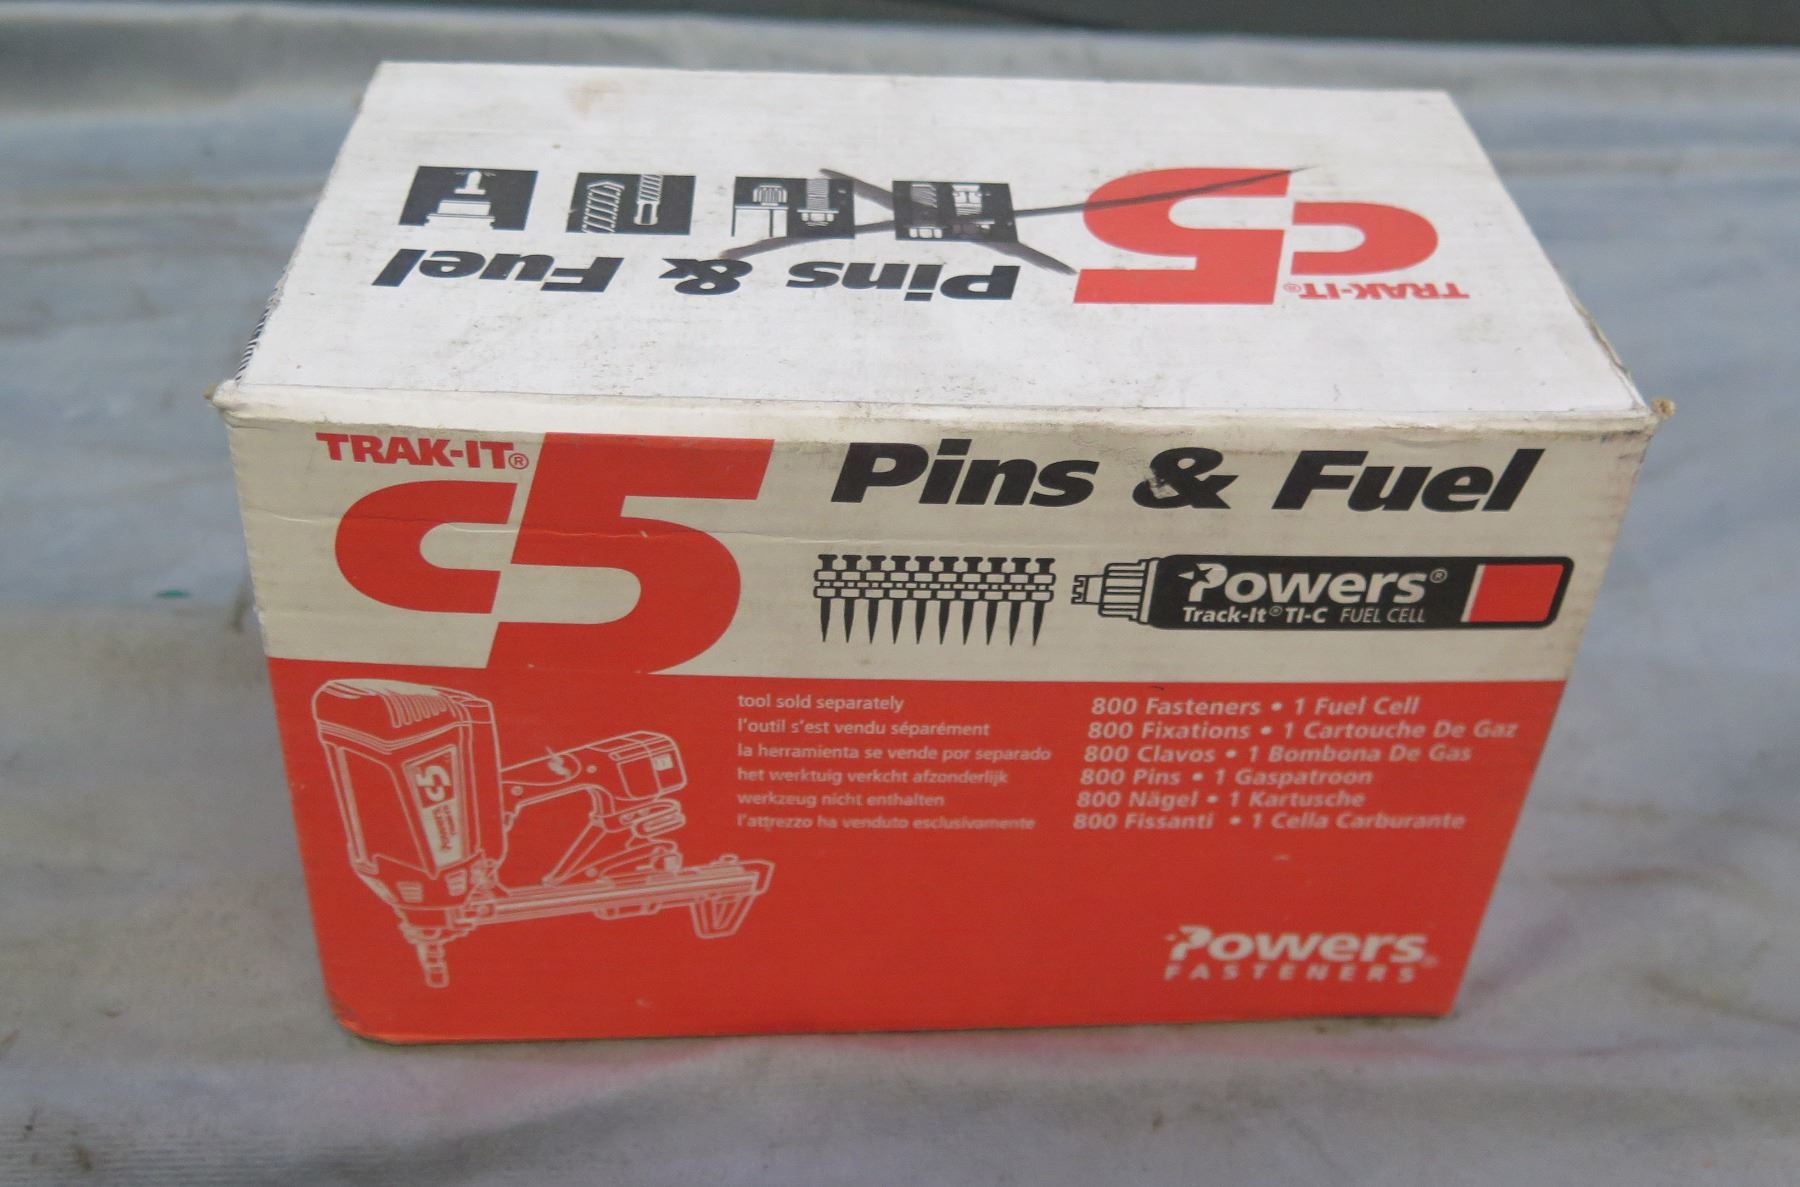 Pins & Fuel
C5
TRAK-IT®
TRAK-IT®
C5
Pins & Fuel
Powers®
Track-It® TI-C FUEL CELL
tool sold separately
l'outil s'est vendu séparément
la herramienta se vende por separado
het werktuig verkcht afzonderlijk
werkzeug nicht enthalten
l'attrezzo ha venduto esclusivamente
800 Fasteners • 1 Fuel Cell
800 Fixations • 1 Cartouche De Gaz
800 Clavos • 1 Bombona De Gas
800 Pins • 1 Gaspatroon
800 Nägel • 1 Kartusche
800 Fissanti • 1 Cella Carburante
C5
Powers
Powers®
FASTENERS